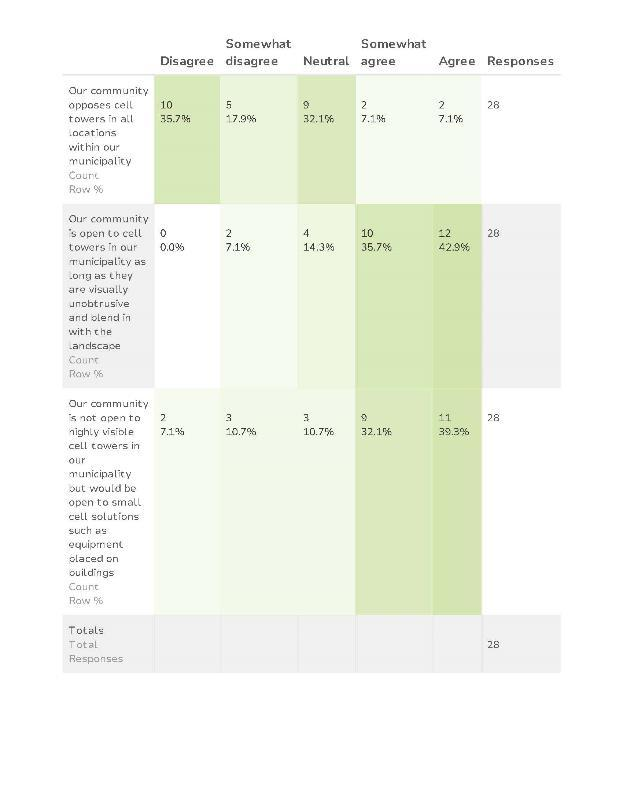 Disagree Somewhat disagree Neutral Somewhat agree Agree Responses
Our community
opposes cell
towers in all
locations
within our
municipality
Count
Row %
10 5 9 2 2 28
35.7% 17.9% 32.1% 7.1% 7.1%
Our community
is open to cell
towers in our
municipality as
long as they
are visually
unobtrusive
and blend in
with the
landscape
Count
Row %
0 2 4 10 12 28
0.0% 7.1% 14.3% 35.7% 42.9%
Our community
is not open to
highly visible
cell towers in
our
municipality
but would be
open to small
cell solutions
such as
equipment
placed on
buildings
Count
Row %
2 3 3 9 11 28
7.1% 10.7% 10.7% 32.1% 39.3%
Totals
Total
Responses
28